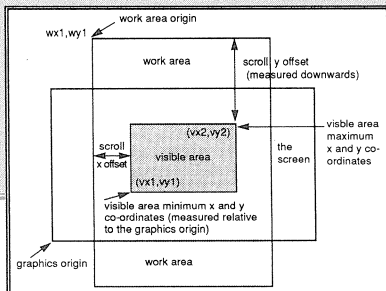 work area origin
wx1,wy1
work area
scroll y offset
(measured downwards)
(vx2,vy2)
visble area
maximum
x and y co-
ordinates
scroll
x offset
visible area
the
screen
(vx1,vy1)
visible area minimum x and y
co-ordinates (measured relative
to the graphics origin)
graphics origin
work area